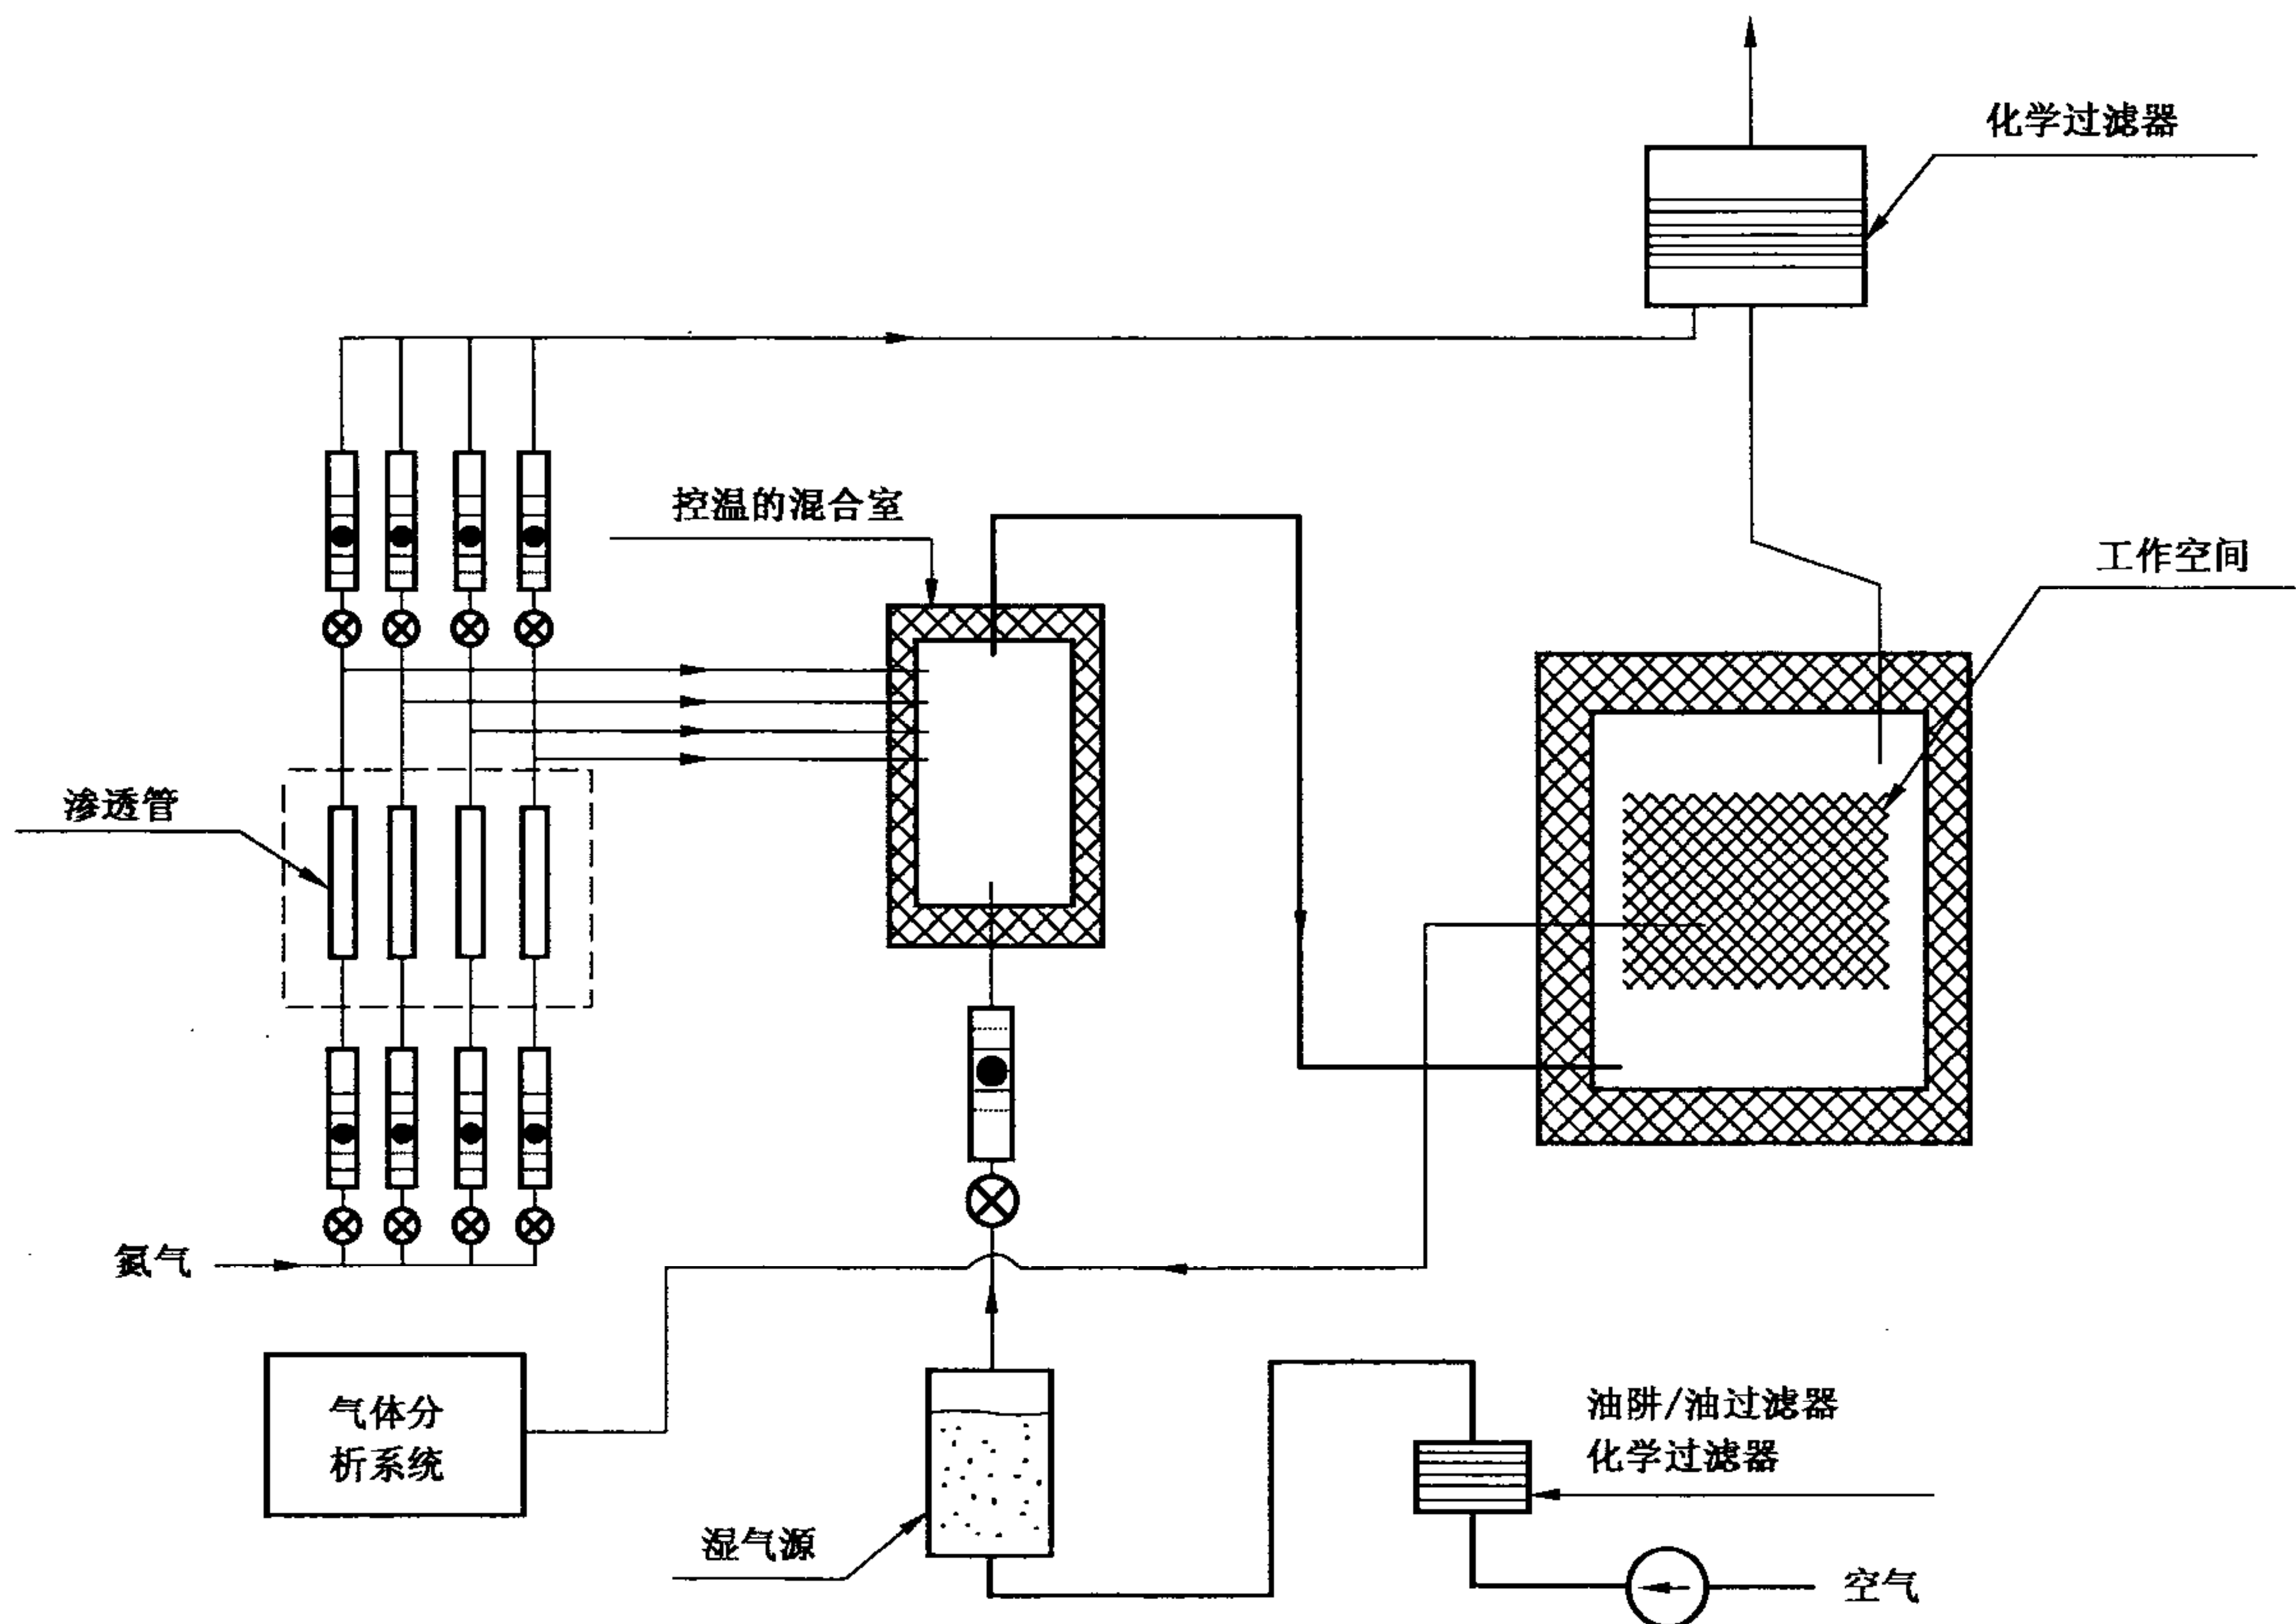 化学过滤器
控温的混合室
工作空间
渗透管
氮气
气体分
析系统
油阱/油过滤器
化学过滤器
湿气源
空气